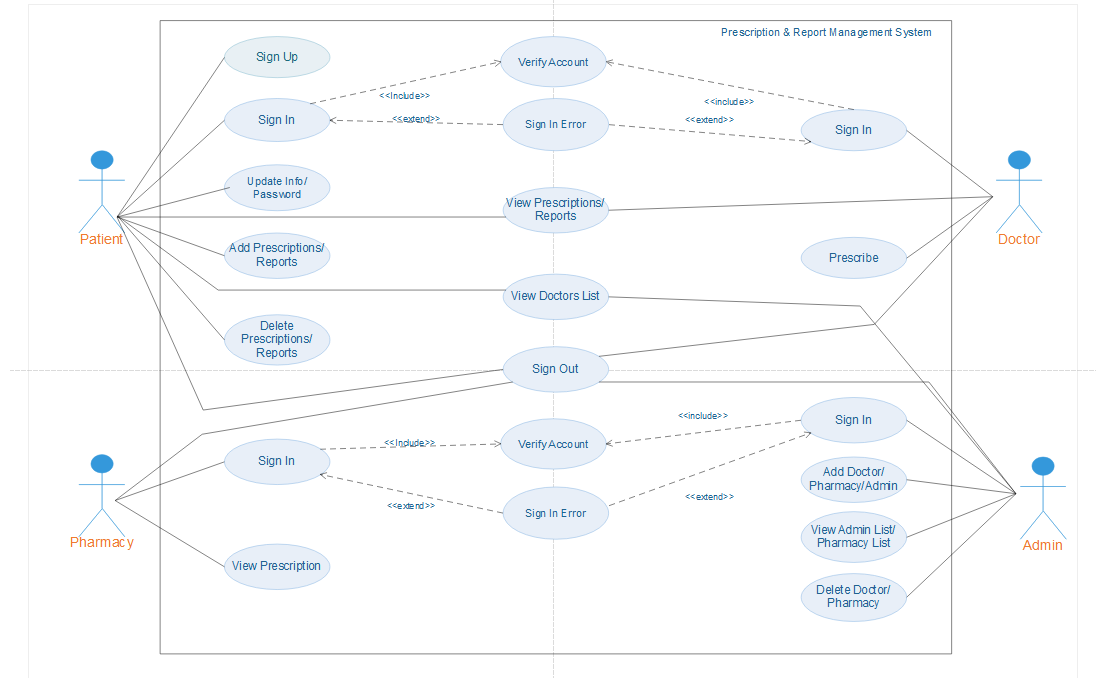 Prescription & Report Management System
Sign Up
Verify Account
<<Include>>
<<include>>
Sign In
<<extend>>
Sign In Error
<<extend>>
Sign In
Update Info/
Password
View Prescriptions/
Reports
Patient
Doctor
Add Prescriptions/
Reports
Prescribe
View Doctors List
Delete
Prescriptions/
Reports
Sign Out
<<include>>
Sign In
<<Include>>
Verify Account
Sign In
Add Doctor/
Pharmacy/Admin
<<extend>>
<<extend>>
Sign In Error
View Admin List/
Pharmacy List
Pharmacy
Admin
View Prescription
Delete Doctor/
Pharmacy